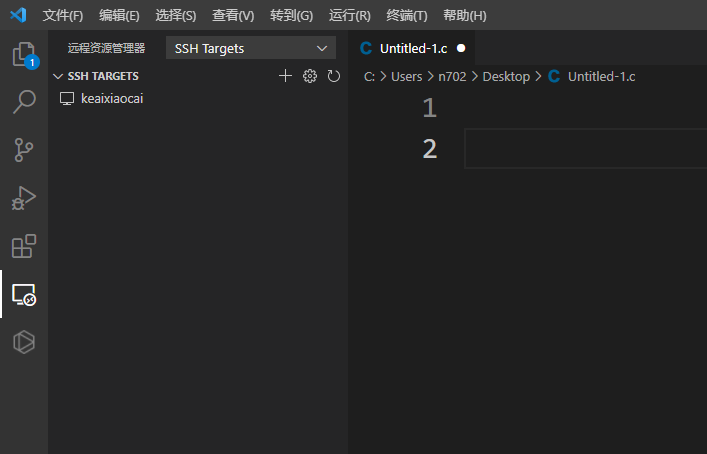 文件(F) 编辑(E) 选择(S) 查看(V) 转到(G) 运行(R) 终端(T) 帮助(H)
远程资源管理器 SSH Targets
Untitled-1.c
SSH TARGETS
C: > Users > n702 > Desktop > Untitled-1.c
keaixiaocai
1
2
1